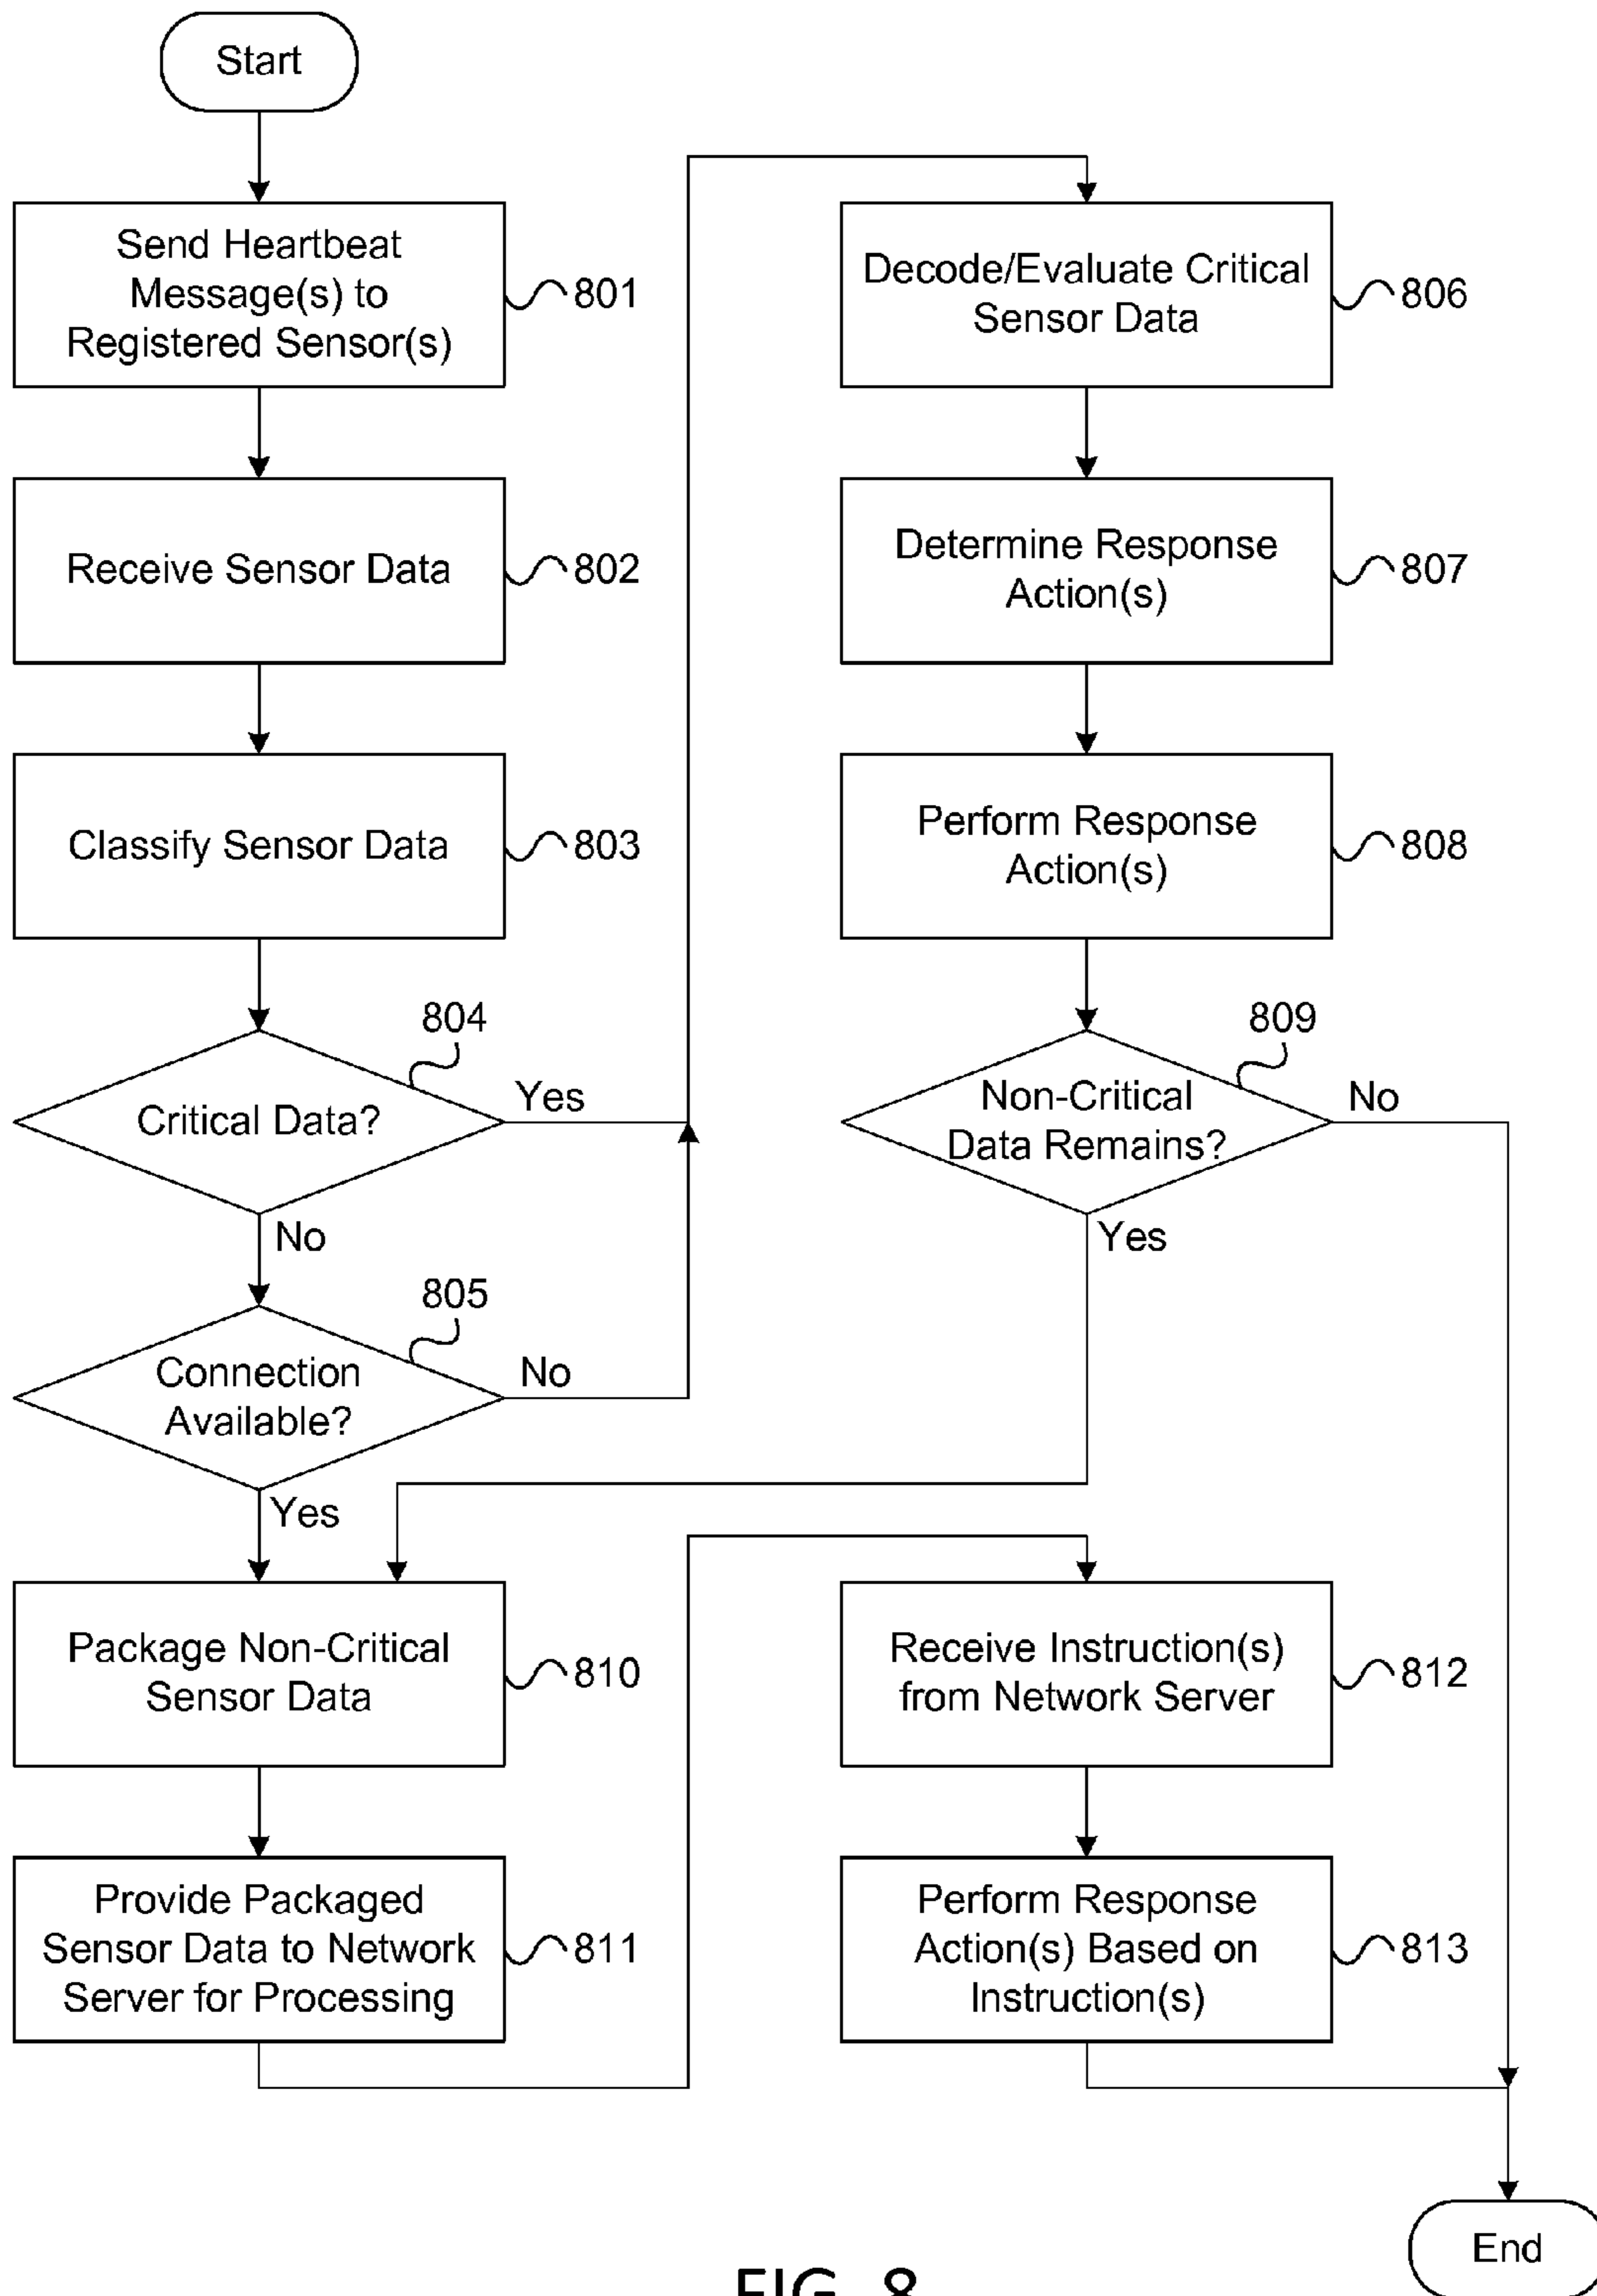 Start
Send Heartbeat
Message(s) to
Registered Sensor(s)
801
Receive Sensor Data
802
Classify Sensor Data
803
804
Critical Data?
Yes
No
805
Connection
Available?
No
Yes
Decode/Evaluate Critical
Sensor Data
806
Determine Response
Action(s)
807
Perform Response
Action(s)
808
809
Non-Critical
Data Remains?
No
Yes
Package Non-Critical
Sensor Data
810
Provide Packaged
Sensor Data to Network
Server for Processing
811
Receive Instruction(s)
from Network Server
812
Perform Response
Action(s) Based on
Instruction(s)
813
End
FIG. 8